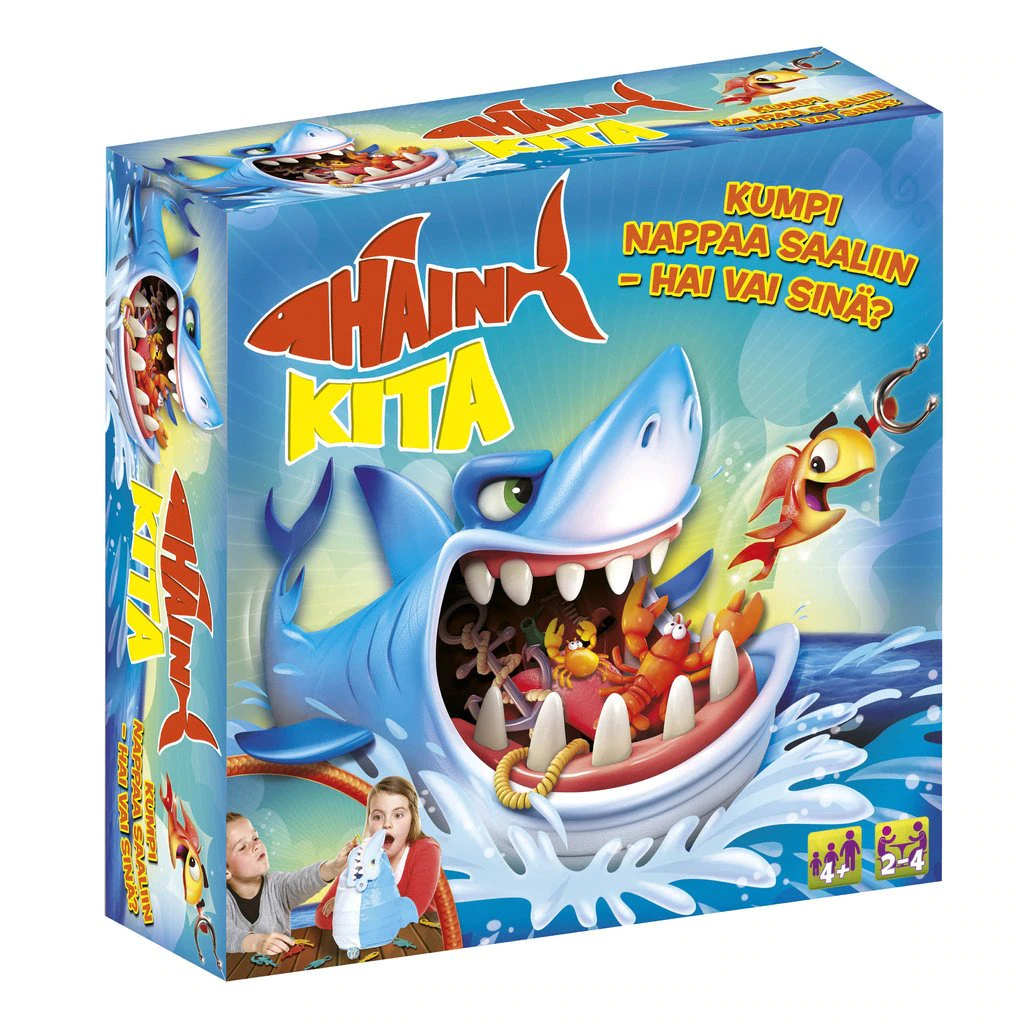 HAIN
KITA
KUMPI
NAPPAA SAALIIN
- HAI VAI SINÄ?
HAIN
KITA
KUMPI
NAPPAA SAALIIN
- HAI VAI SINÄ?
HAIN
KITA
KUMPI
NAPPAA SAALIIN
- HAI VAI SINÄ?
4+
2-4